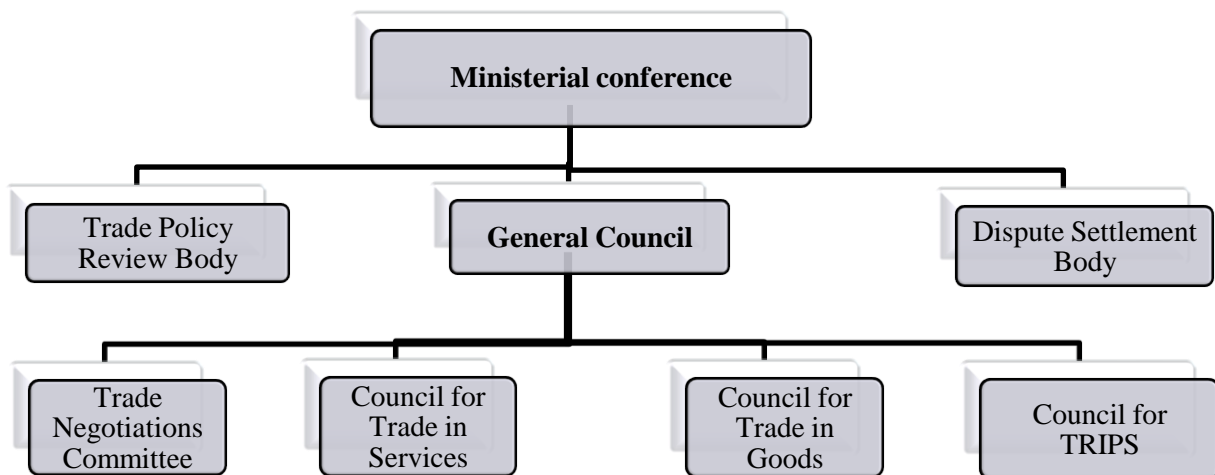 Ministerial conference
Trade Policy
Review Body
General Council
Dispute Settlement
Body
Trade
Negotiations
Committee
Council for
Trade in
Services
Council for
Trade in
Goods
Council for
TRIPS